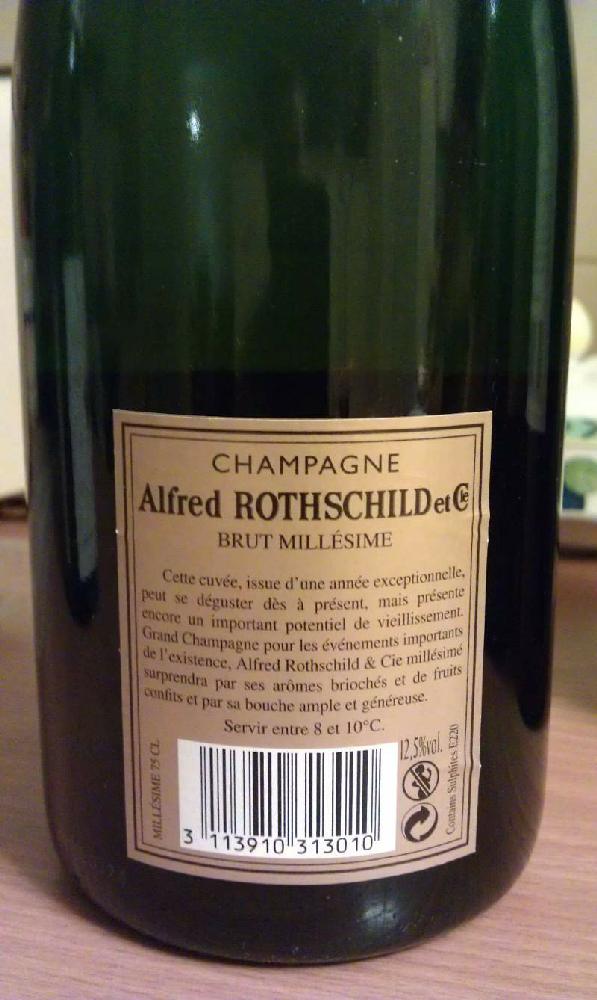 CHAMPAGNE
Alfred ROTHSCHILD et Cie
BRUT MILLÉSIME
Cette cuvée, issue d'une année exceptionnelle,
peut se déguster dès à présent, mais présente
encore un important potentiel de vieillissement.
Grand Champagne pour les événements importants
de l'existence, Alfred Rothschild & Cie millésimé
surprendra par ses arômes briochés et de fruits
confits et par sa bouche ample et généreuse.
Servir entre 8 et 10°C.
MILLÉSIME 75 CL
12,5%vol.
Contains Sulphites E220
3 113910 313010